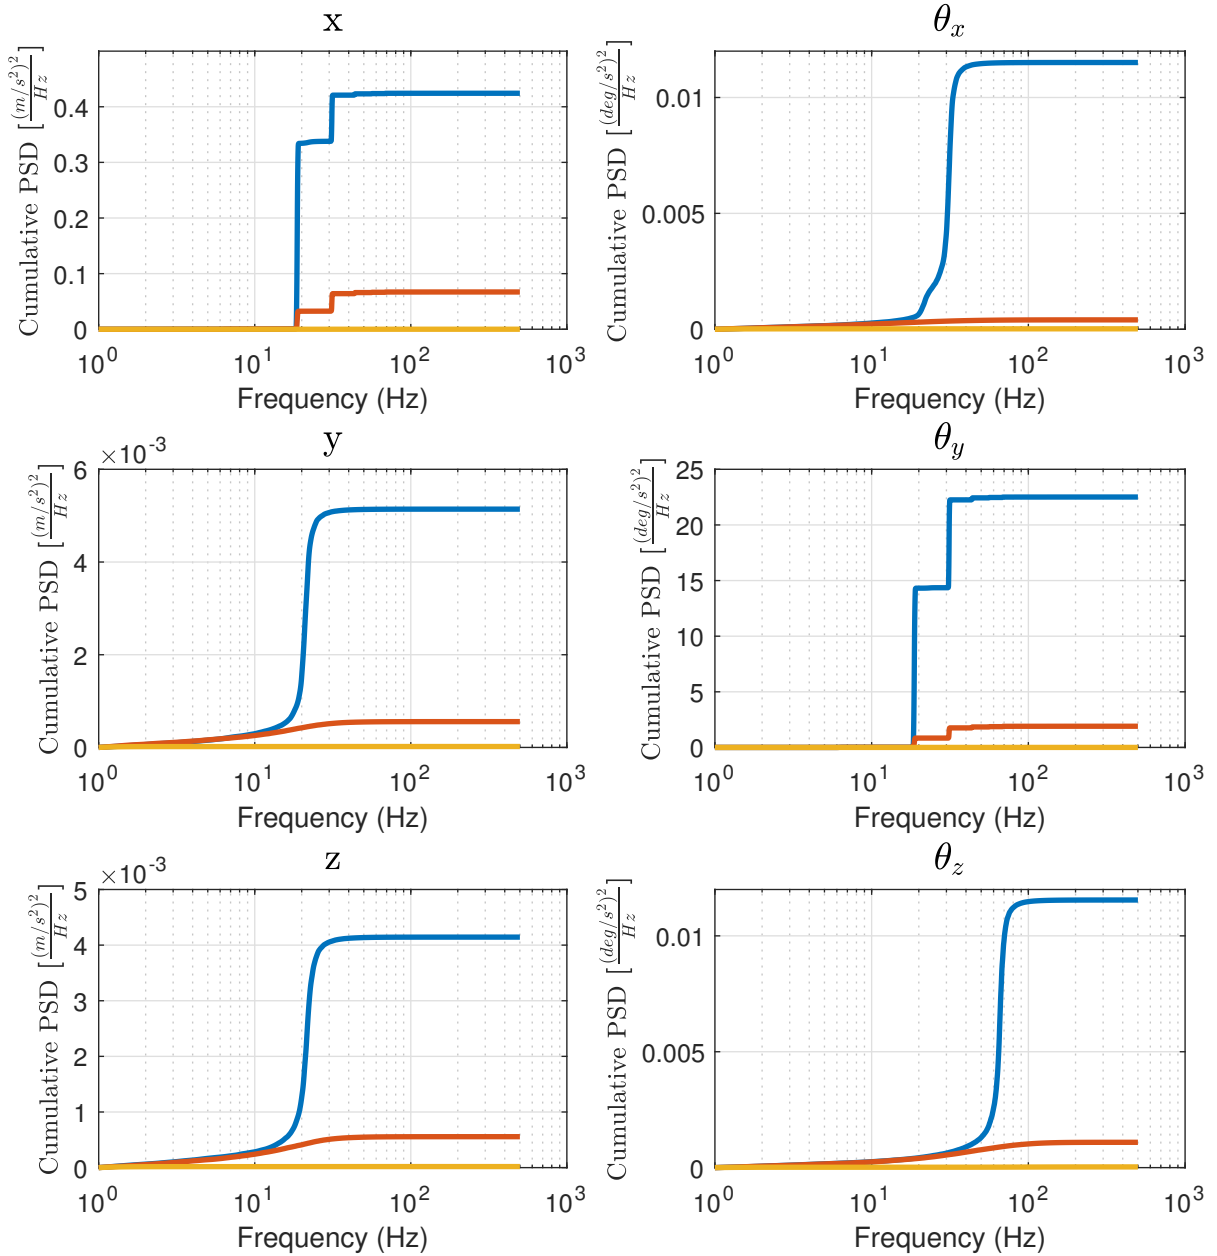 x
Cumulative PSD [(m/s²)²/Hz]
0.4
0.3
0.2
0.1
0
10⁰ 10¹ 10² 10³
Frequency (Hz)
θₓ
Cumulative PSD [(deg/s²)²/Hz]
0.01
0.005
0
10⁰ 10¹ 10² 10³
Frequency (Hz)
y
×10⁻³
Cumulative PSD [(m/s²)²/Hz]
6
4
2
0
10⁰ 10¹ 10² 10³
Frequency (Hz)
θ_y
Cumulative PSD [(deg/s²)²/Hz]
25
20
15
10
5
0
10⁰ 10¹ 10² 10³
Frequency (Hz)
z
×10⁻³
Cumulative PSD [(m/s²)²/Hz]
5
4
3
2
1
0
10⁰ 10¹ 10² 10³
Frequency (Hz)
θ_z
Cumulative PSD [(deg/s²)²/Hz]
0.01
0.005
0
10⁰ 10¹ 10² 10³
Frequency (Hz)